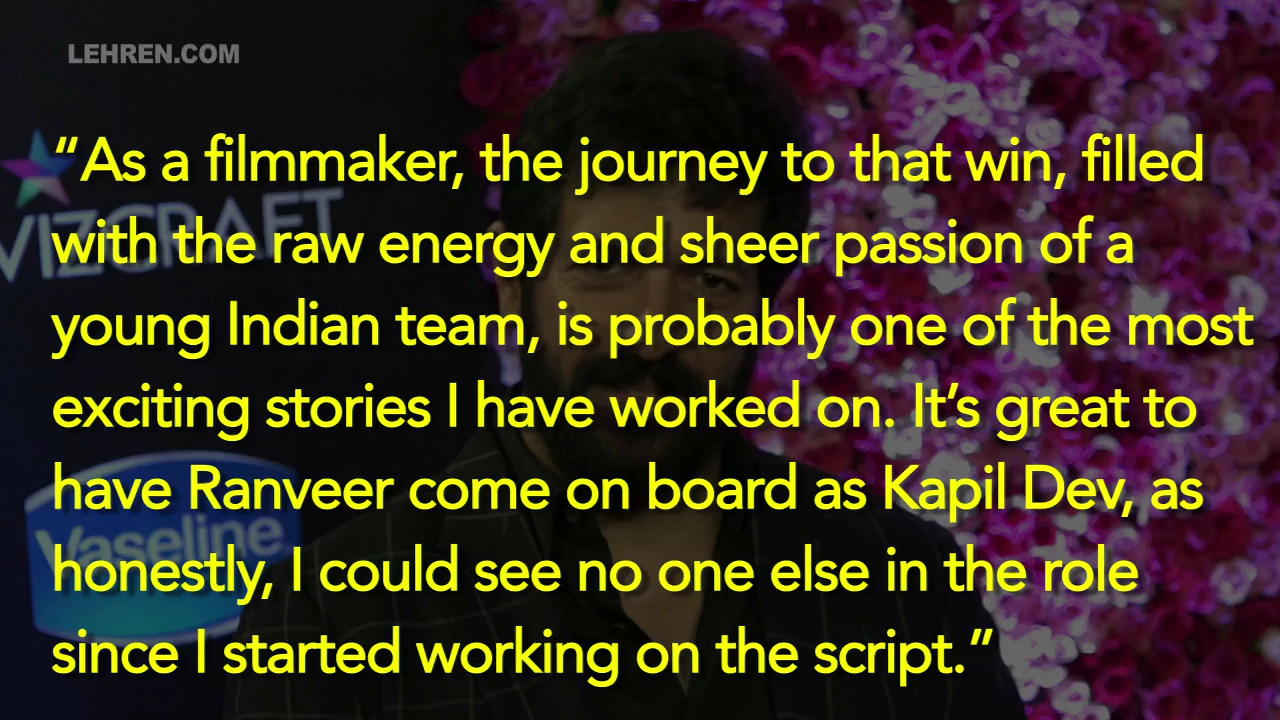 LEHREN.COM
“As a filmmaker, the journey to that win, filled
VIZCRAFT
with the raw energy and sheer passion of a
young Indian team, is probably one of the most
exciting stories I have worked on. It’s great to
have Ranveer come on board as Kapil Dev, as
Vaseline
honestly, I could see no one else in the role
since I started working on the script.”